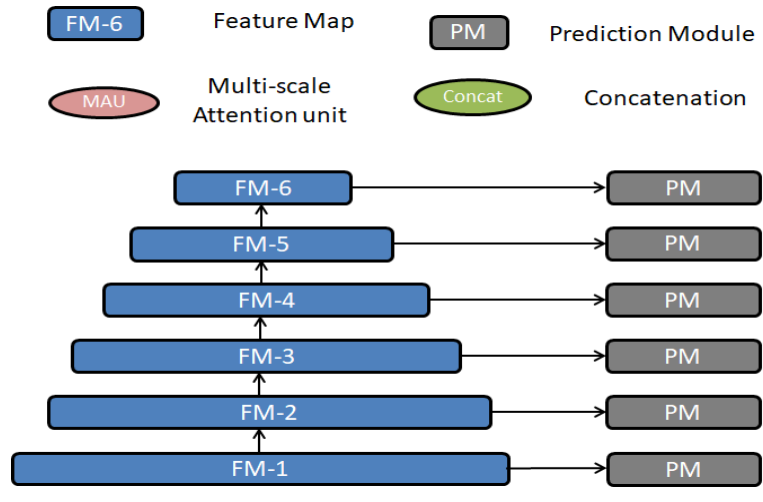 FM-6
Feature Map
PM
Prediction Module
MAU
Multi-scale
Attention unit
Concat
Concatenation
FM-6
PM
FM-5
PM
FM-4
PM
FM-3
PM
FM-2
PM
FM-1
PM